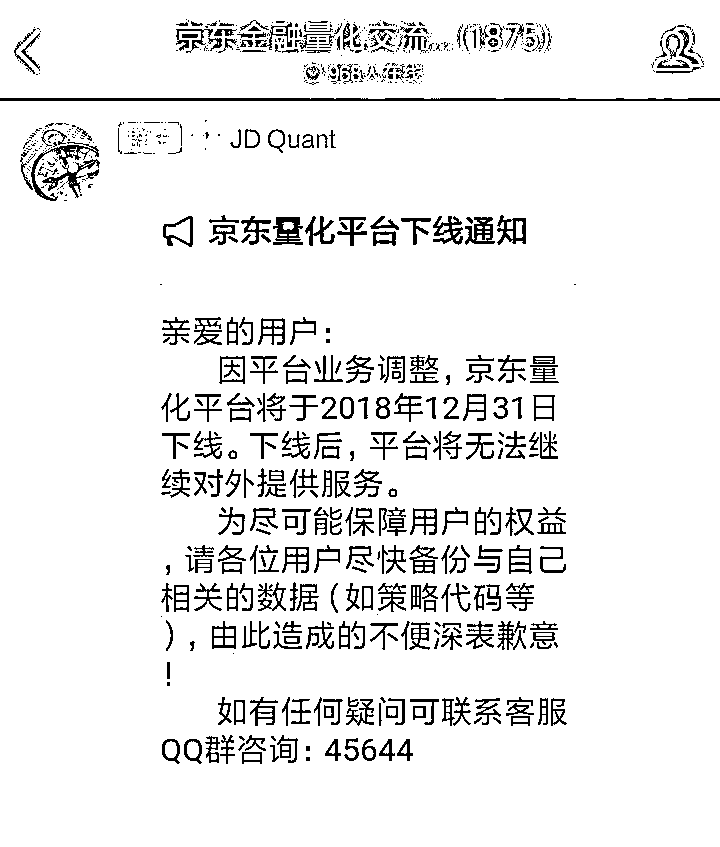 京东金融量化交流...(1875)
968人在线
JD Quant
京东量化平台下线通知
亲爱的用户：
因平台业务调整，京东量
化平台将于2018年12月31日
下线。下线后，平台将无法继
续对外提供服务。
为尽可能保障用户的权益
，请各位用户尽快备份与自己
相关的数据（如策略代码等
），由此造成的不便深表歉意
！
如有任何疑问可联系客服
QQ群咨询：45644